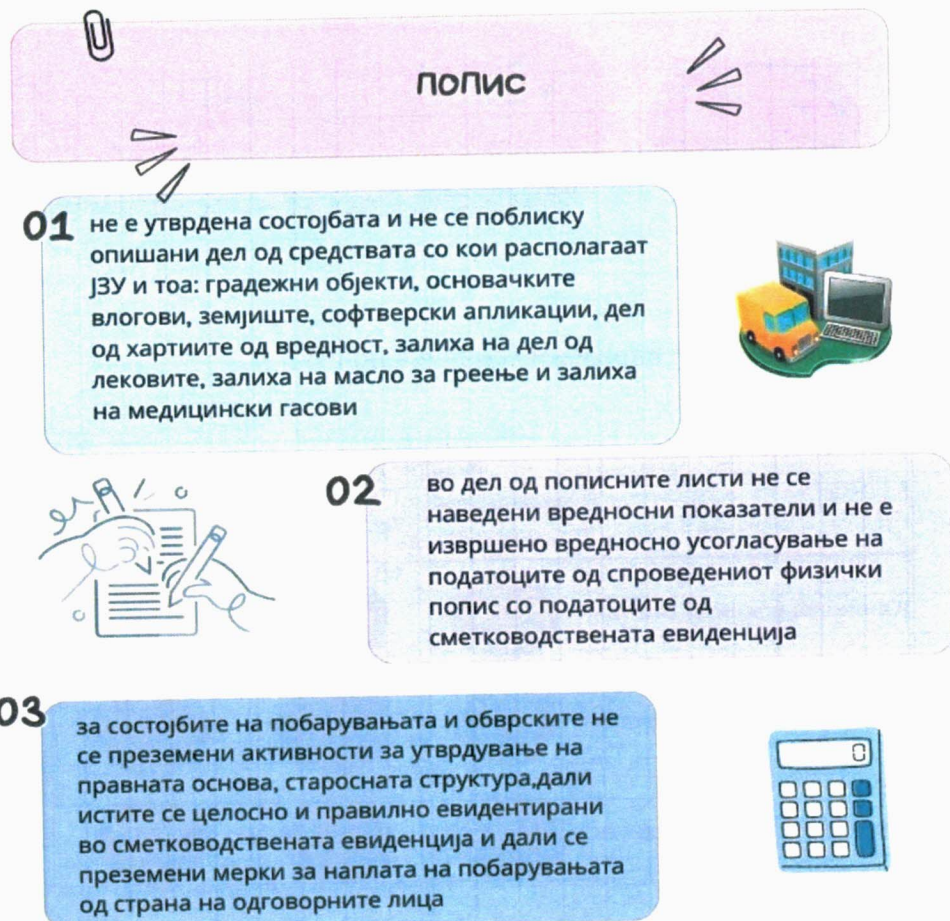 ПОПИС
01
не е утврдена состојбата и не се поблиску
опишани дел од средствата со кои располагаат
ЈЗУ и тоа: градежни објекти, основачките
влогови, земјиште, софтверски апликации, дел
од хартиите од вредност, залиха на дел од
лековите, залиха на масло за греење и залиха
на медицински гасови
02
во дел од пописните листи не се
наведени вредносни показатели и не е
извршено вредносно усогласување на
податоците од спроведениот физички
попис со податоците од
сметководствената евиденција
03
за состојбите на побарувањата и обврските не
се преземени активности за утврдување на
правната основа, старосната структура,дали
истите се целосно и правилно евидентирани
во сметководствената евиденција и дали се
преземени мерки за наплата на побарувањата
од страна на одговорните лица
0